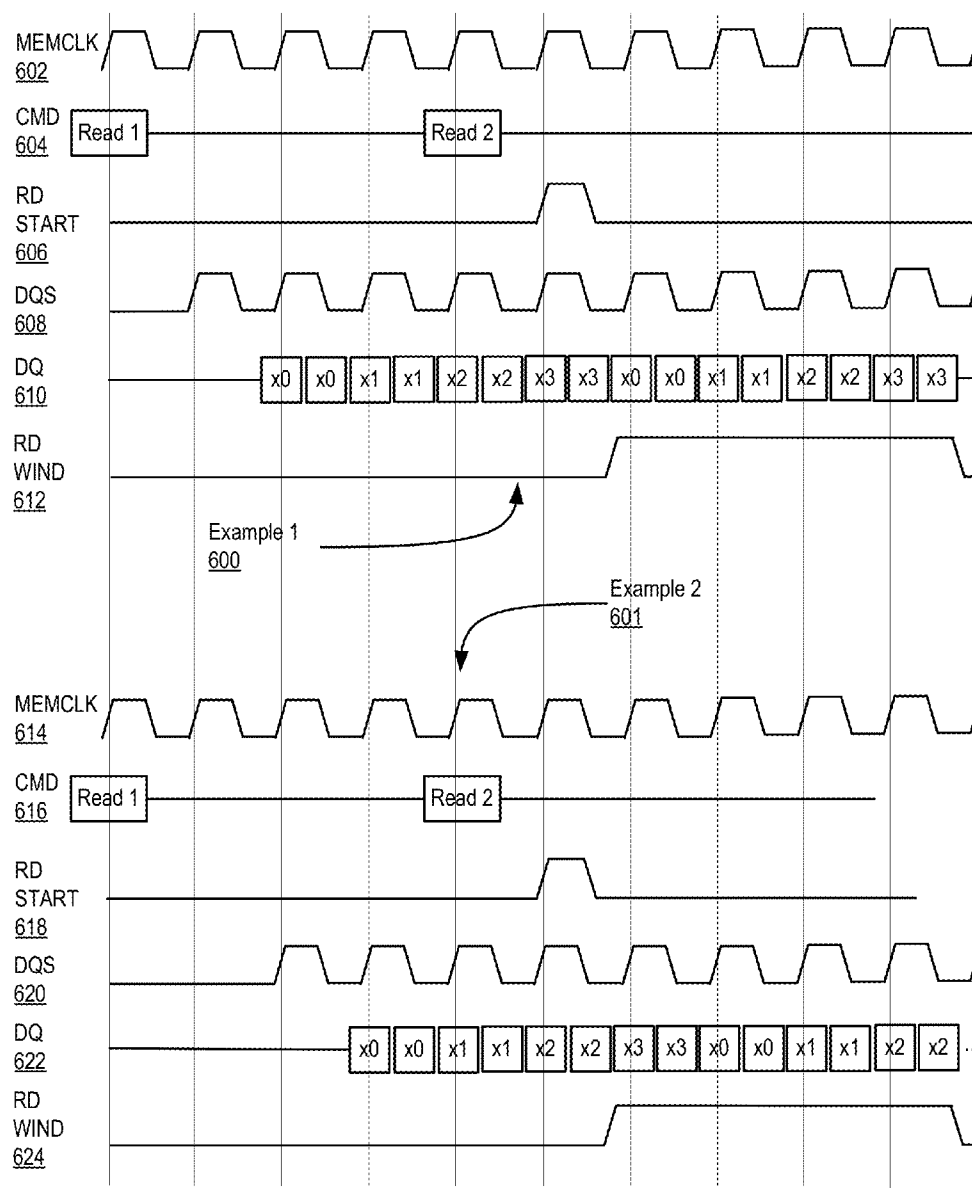 MEMCLK
602
CMD
604
Read 1
Read 2
RD
START
606
DQS
608
DQ
610
x0 x0 x1 x1 x2 x2 x3 x3 x0 x0 x1 x1 x2 x2 x3 x3
RD
WIND
612
Example 1
600
Example 2
601
MEMCLK
614
CMD
616
Read 1
Read 2
RD
START
618
DQS
620
DQ
622
x0 x0 x1 x1 x2 x2 x3 x3 x0 x0 x1 x1 x2 x2
RD
WIND
624